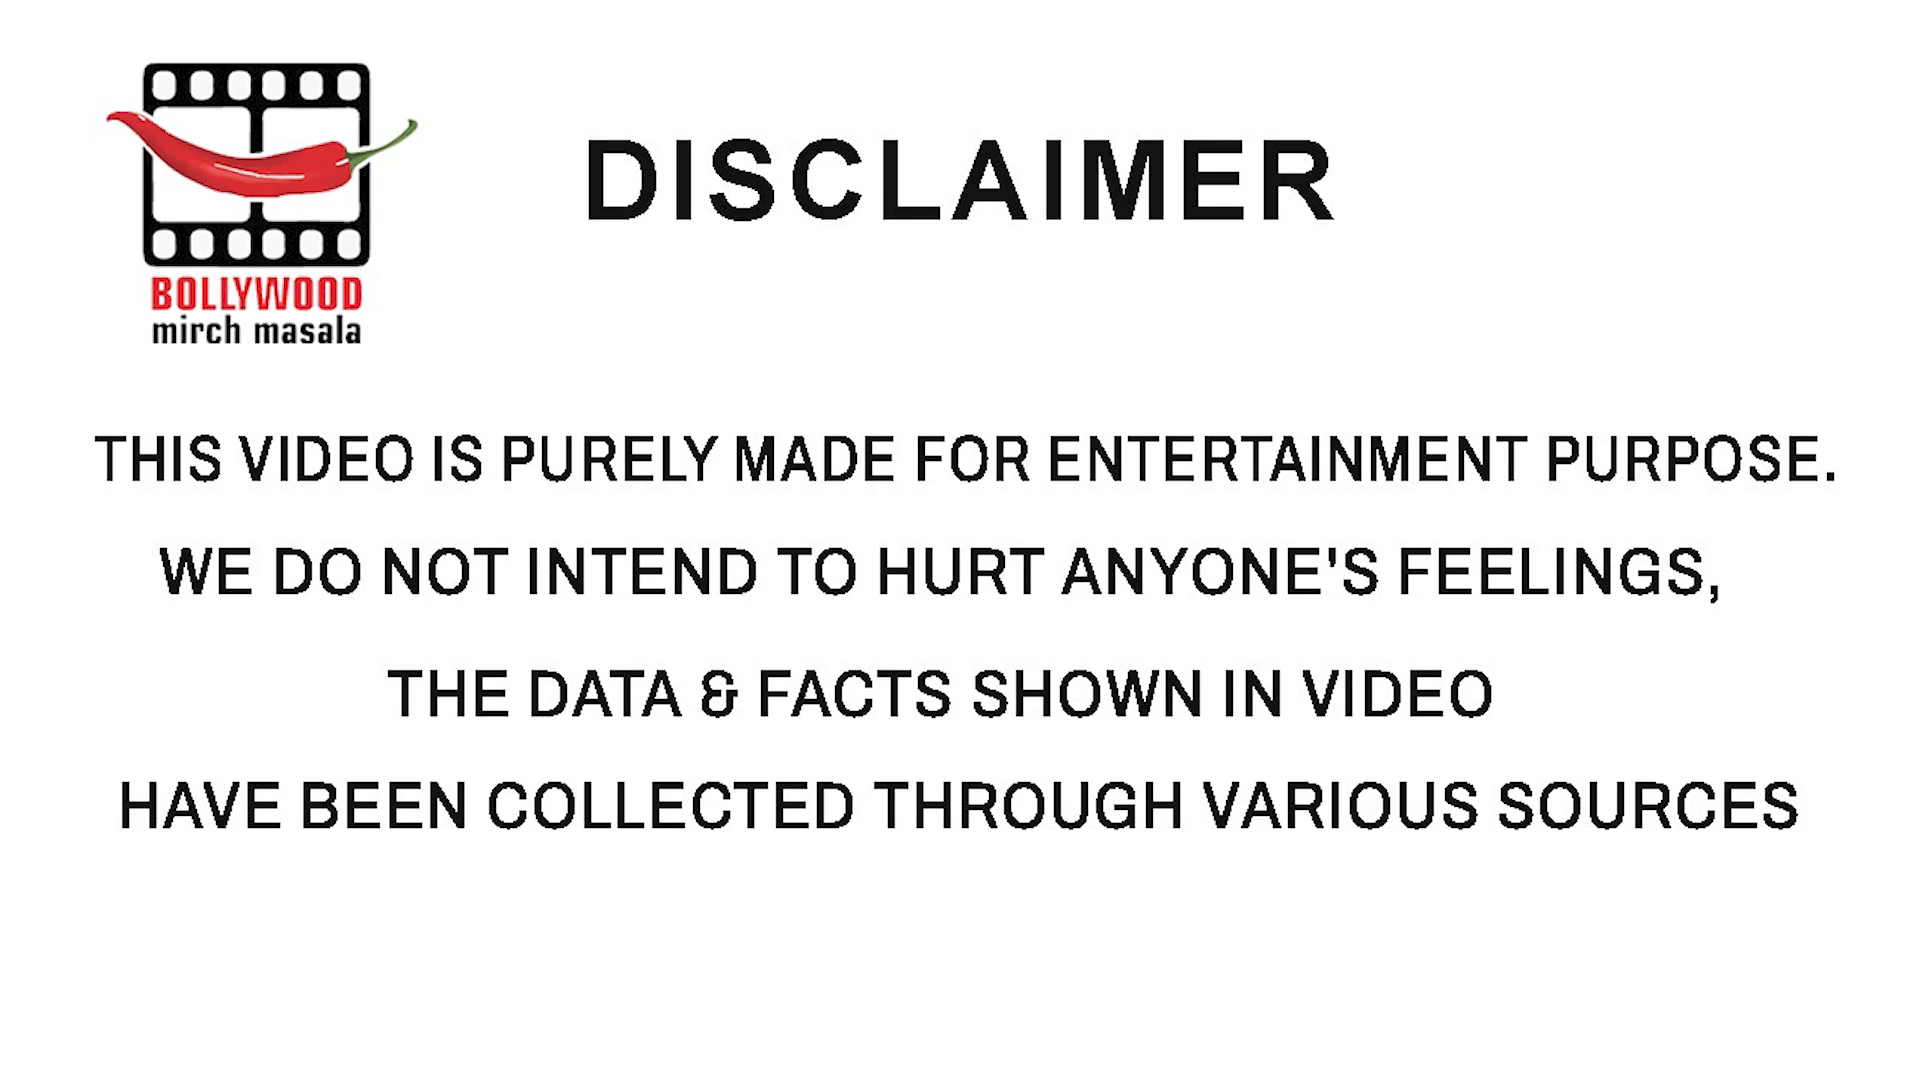 BOLLYWOOD
mirch masala
DISCLAIMER
THIS VIDEO IS PURELY MADE FOR ENTERTAINMENT PURPOSE.
WE DO NOT INTEND TO HURT ANYONE'S FEELINGS,
THE DATA & FACTS SHOWN IN VIDEO
HAVE BEEN COLLECTED THROUGH VARIOUS SOURCES